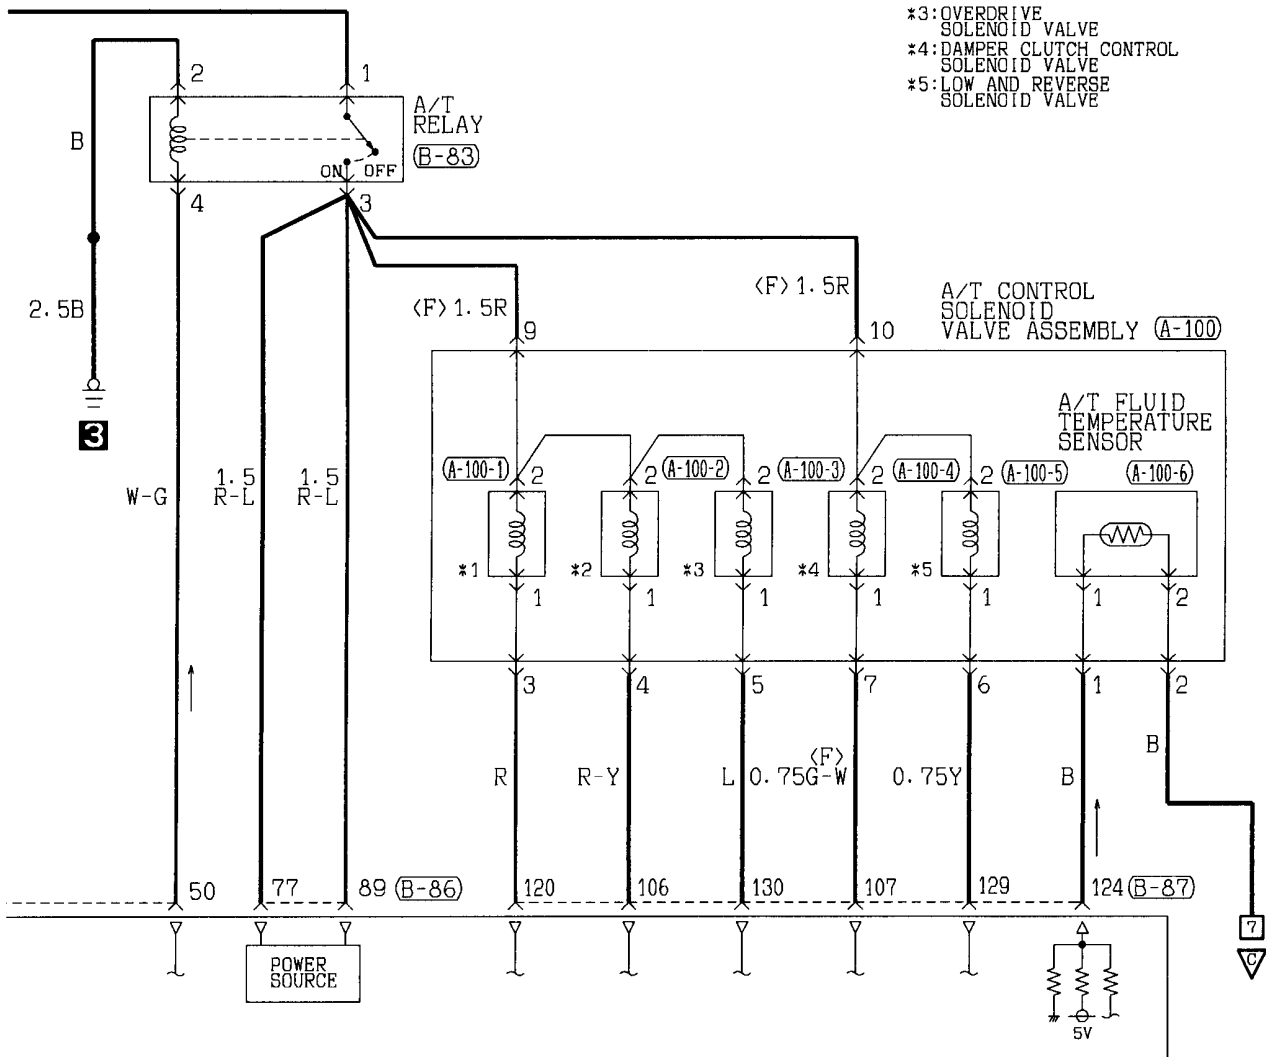 *3:OVERDRIVE
SOLENOID VALVE
*4:DAMPER CLUTCH CONTROL
SOLENOID VALVE
*5:LOW AND REVERSE
SOLENOID VALVE
2
1
A/T
RELAY
B
B-83
ON OFF
4
3
2.5B
<F>1.5R
<F>1.5R
A/T CONTROL
SOLENOID
VALVE ASSEMBLY A-100
9
10
3
A/T FLUID
TEMPERATURE
SENSOR
A-100-1 2
2 A-100-2 2
A-100-3 2
A-100-4 2 A-100-5
A-100-6
W-G
1.5
R-L
1.5
R-L
*1
*2
*3
*4
*5
1
1
1
1
1
1
2
3
4
5
7
6
1
2
R
R-Y
L
<F>
0.75G-W
0.75Y
B
B
50
77
89 B-86
120
106
130
107
129
124 B-87
7
C
POWER
SOURCE
5V